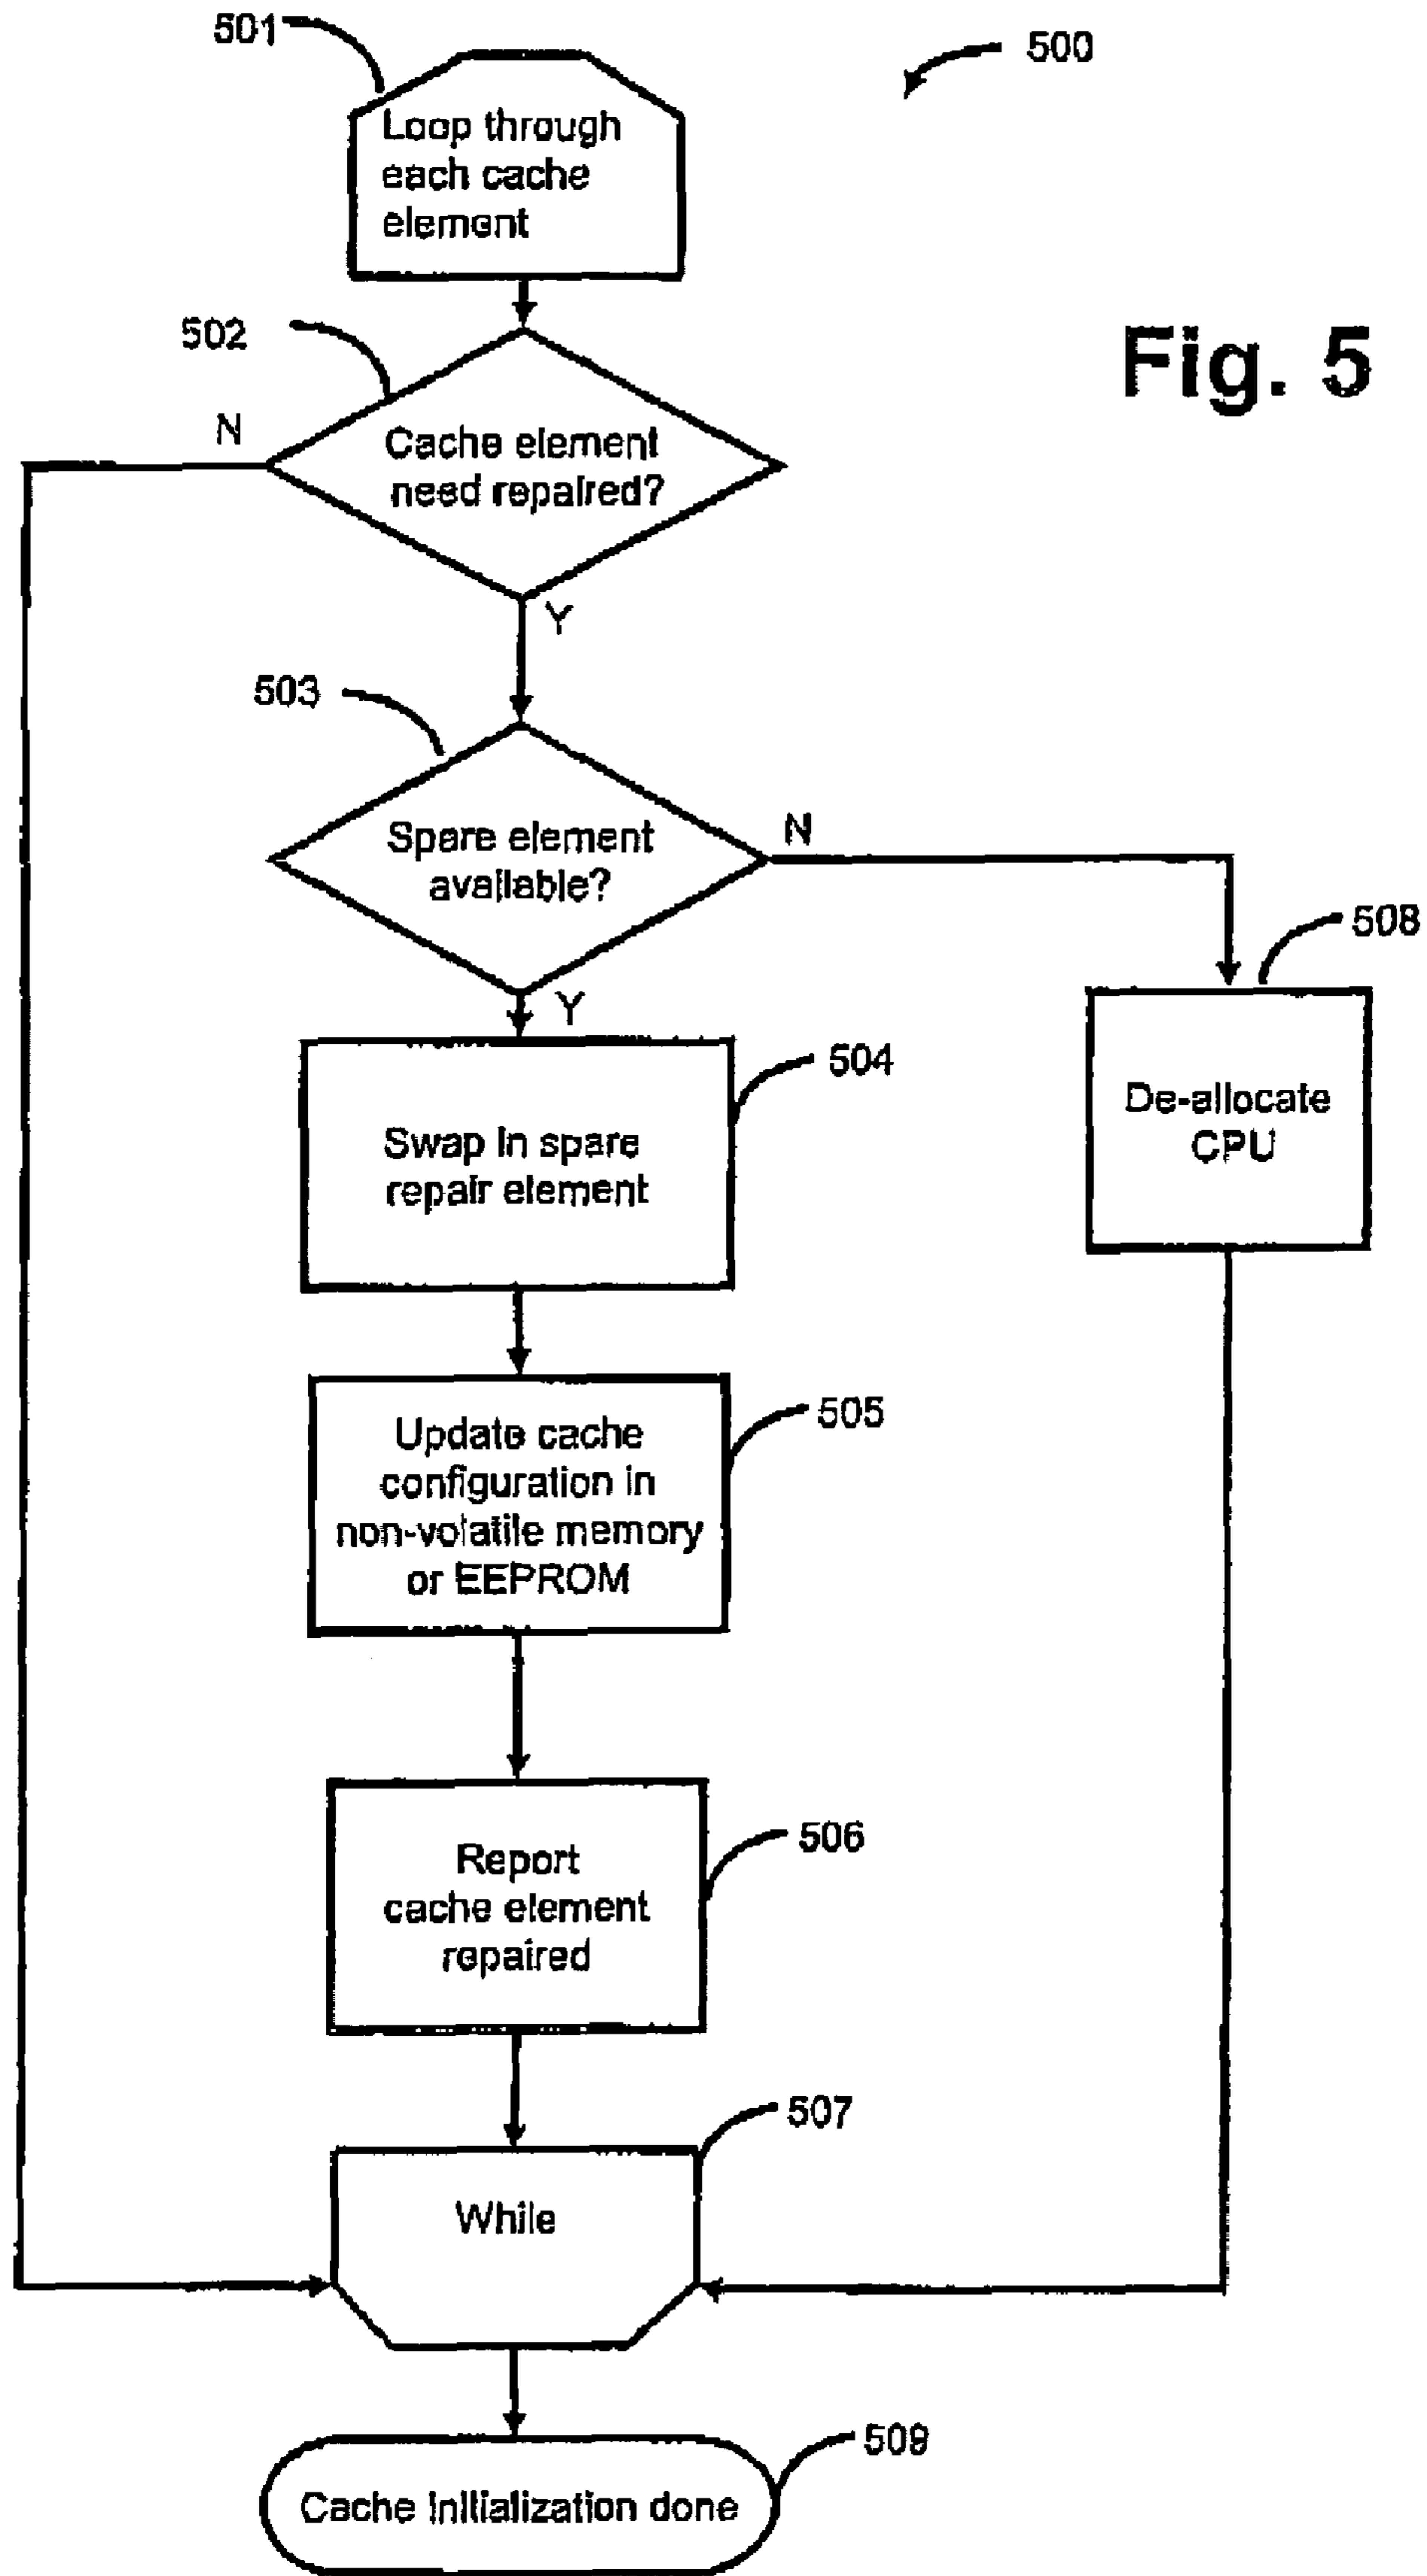 501
500
Loop through
each cache
element
502
Fig. 5
N
Cache element
need repaired?
Y
503
N
Spare element
available?
508
Y
504
De-allocate
CPU
Swap in spare
repair element
505
Update cache
configuration in
non-volatile memory
or EEPROM
506
Report
cache element
repaired
507
While
509
Cache initialization done